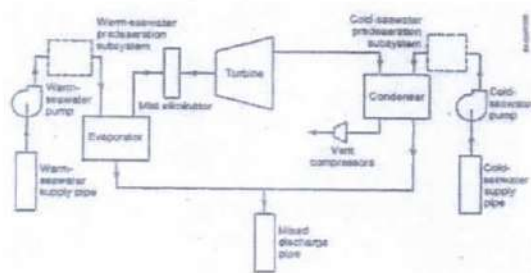 Warm-seawater
predeaeration
subsystem
Cold-seawater
predeaeration
subsystem
Warm-
seawater
pump
Mist eliminator
Turbine
Condenser
Cold-
seawater
pump
Evaporator
Vent
compressors
Warm-
seawater
supply pipe
Cold-
seawater
supply
pipe
Mixed
discharge
pipe